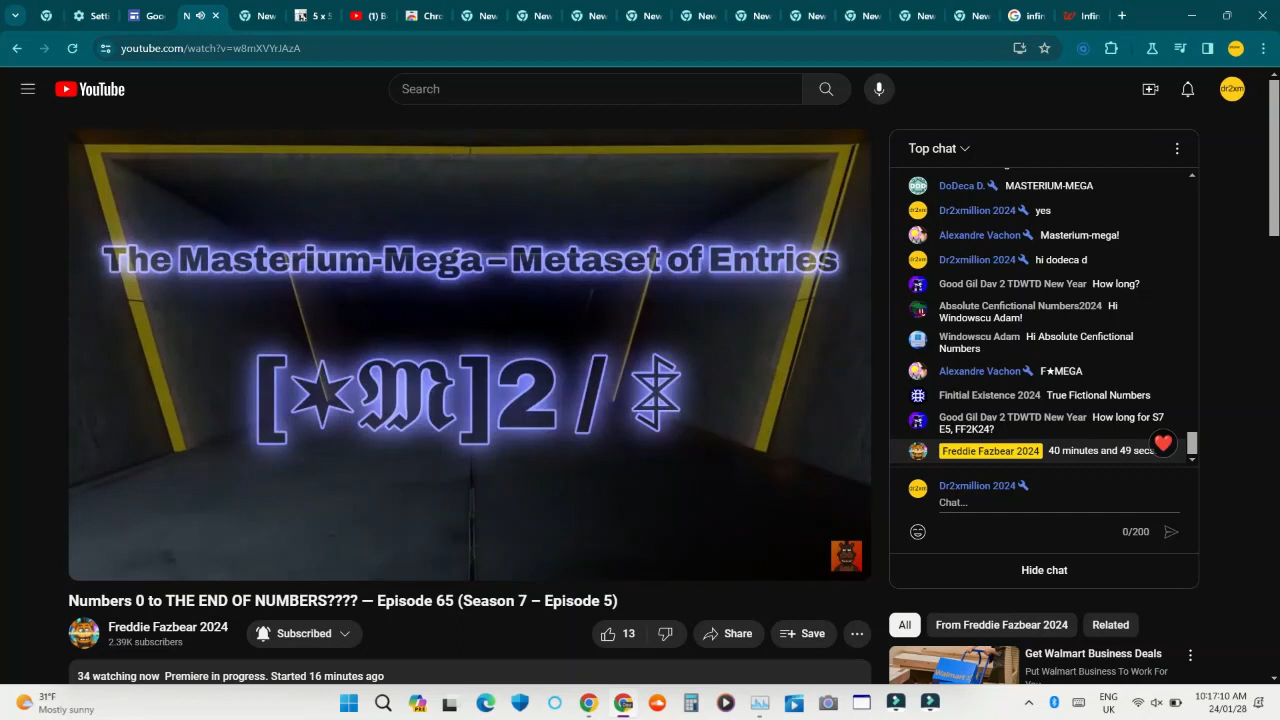 Setti
Goo
N
New
5 x
(1) B
Chro
New
New
New
New
New
New
New
New
New
New
infin
Infin
youtube.com/watch?v=w8mXVYrJAzA
YouTube
Search
dr2xm
The Masterium-Mega – Metaset of Entries
[✶𝔐]2 /
Top chat
DoDeca D. MASTERIUM-MEGA
Dr2xmillion 2024 yes
Alexandre Vachon Masterium-mega!
Dr2xmillion 2024 hi dodeca d
Good Gil Dav 2 TDWTD New Year How long?
Absolute Cenfictional Numbers2024 Hi
Windowscu Adam!
Windowscu Adam Hi Absolute Cenfictional
Numbers
Alexandre Vachon F★MEGA
Finitial Existence 2024 True Fictional Numbers
Good Gil Dav 2 TDWTD New Year How long for S7
E5, FF2K24?
Freddie Fazbear 2024 40 minutes and 49 secs
Dr2xmillion 2024
Chat...
0/200
Hide chat
Numbers 0 to THE END OF NUMBERS???? — Episode 65 (Season 7 – Episode 5)
Freddie Fazbear 2024
2.39K subscribers
Subscribed
13
Share
Save
34 watching now Premiere in progress. Started 16 minutes ago
All
From Freddie Fazbear 2024
Related
Get Walmart Business Deals
Put Walmart Business To Work For
31°F
Mostly sunny
ENG
UK
10:17:10 AM
24/01/28